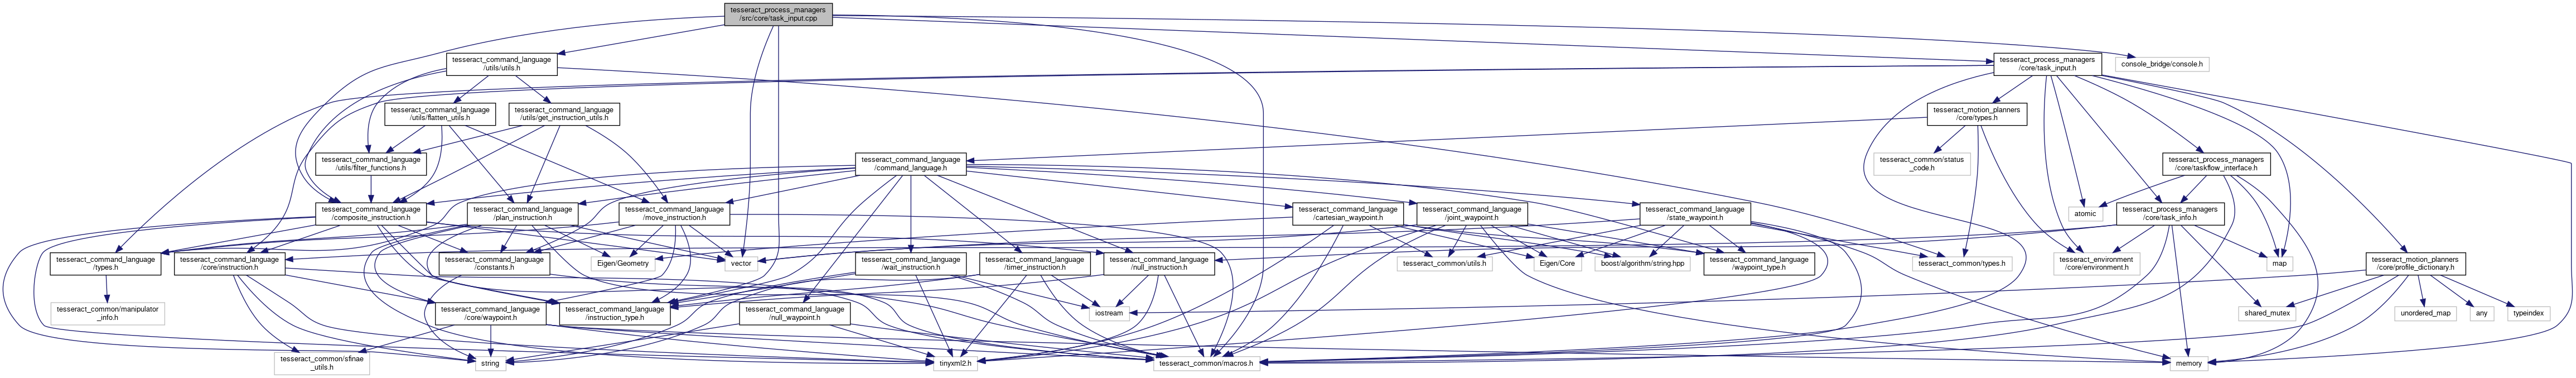 tesseract_process_managers
/src/core/task_input.cpp
tesseract_command_language
/utils/utils.h
tesseract_process_managers
/core/task_input.h
console_bridge/console.h
tesseract_command_language
/utils/flatten_utils.h
tesseract_command_language
/utils/get_instruction_utils.h
tesseract_motion_planners
/core/types.h
tesseract_command_language
/utils/filter_functions.h
tesseract_command_language
/command_language.h
tesseract_common/status
_code.h
tesseract_process_managers
/core/taskflow_interface.h
tesseract_command_language
/composite_instruction.h
tesseract_command_language
/plan_instruction.h
tesseract_command_language
/move_instruction.h
tesseract_command_language
/cartesian_waypoint.h
tesseract_command_language
/joint_waypoint.h
tesseract_command_language
/state_waypoint.h
atomic
tesseract_process_managers
/core/task_info.h
tesseract_command_language
/types.h
tesseract_command_language
/core/instruction.h
tesseract_command_language
/constants.h
Eigen/Geometry
vector
tesseract_command_language
/wait_instruction.h
tesseract_command_language
/timer_instruction.h
tesseract_command_language
/null_instruction.h
tesseract_common/utils.h
Eigen/Core
boost/algorithm/string.hpp
tesseract_command_language
/waypoint_type.h
tesseract_common/types.h
tesseract_environment
/core/environment.h
map
tesseract_motion_planners
/core/profile_dictionary.h
tesseract_common/manipulator
_info.h
tesseract_command_language
/core/waypoint.h
tesseract_command_language
/instruction_type.h
tesseract_command_language
/null_waypoint.h
iostream
shared_mutex
unordered_map
any
typeindex
tesseract_common/sfinae
_utils.h
string
tinyxml2.h
tesseract_common/macros.h
memory